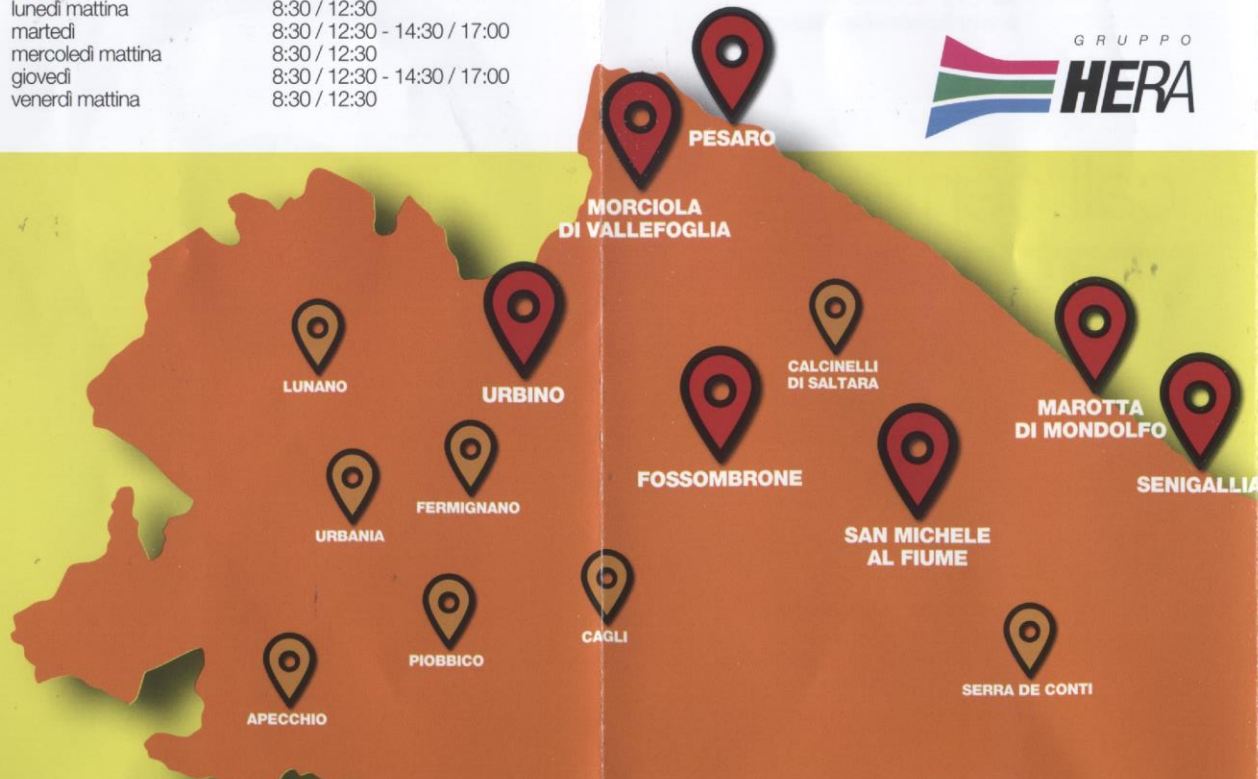 lunedì mattina 8:30 / 12:30
martedì 8:30 / 12:30 - 14:30 / 17:00
mercoledì mattina 8:30 / 12:30
giovedì 8:30 / 12:30 - 14:30 / 17:00
venerdì mattina 8:30 / 12:30
GRUPPO
HERA
PESARO
MORCIOLA
DI VALLEFOGLIA
LUNANO
URBINO
CALCINELLI
DI SALTARA
MAROTTA
DI MONDOLFO
FOSSOMBRONE
SENIGALLIA
FERMIGNANO
URBANIA
SAN MICHELE
AL FIUME
CAGLI
PIOBBICO
SERRA DE CONTI
APECCHIO